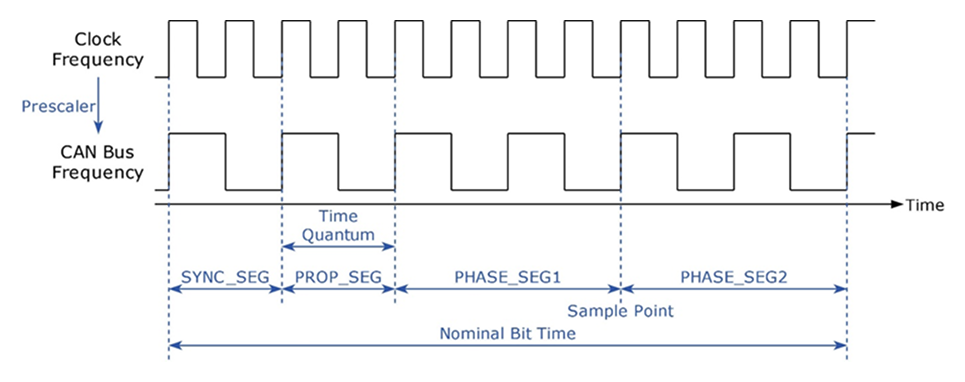 Clock
Frequency
Prescaler
CAN Bus
Frequency
Time
Time
Quantum
SYNC_SEG
PROP_SEG
PHASE_SEG1
PHASE_SEG2
Sample Point
Nominal Bit Time